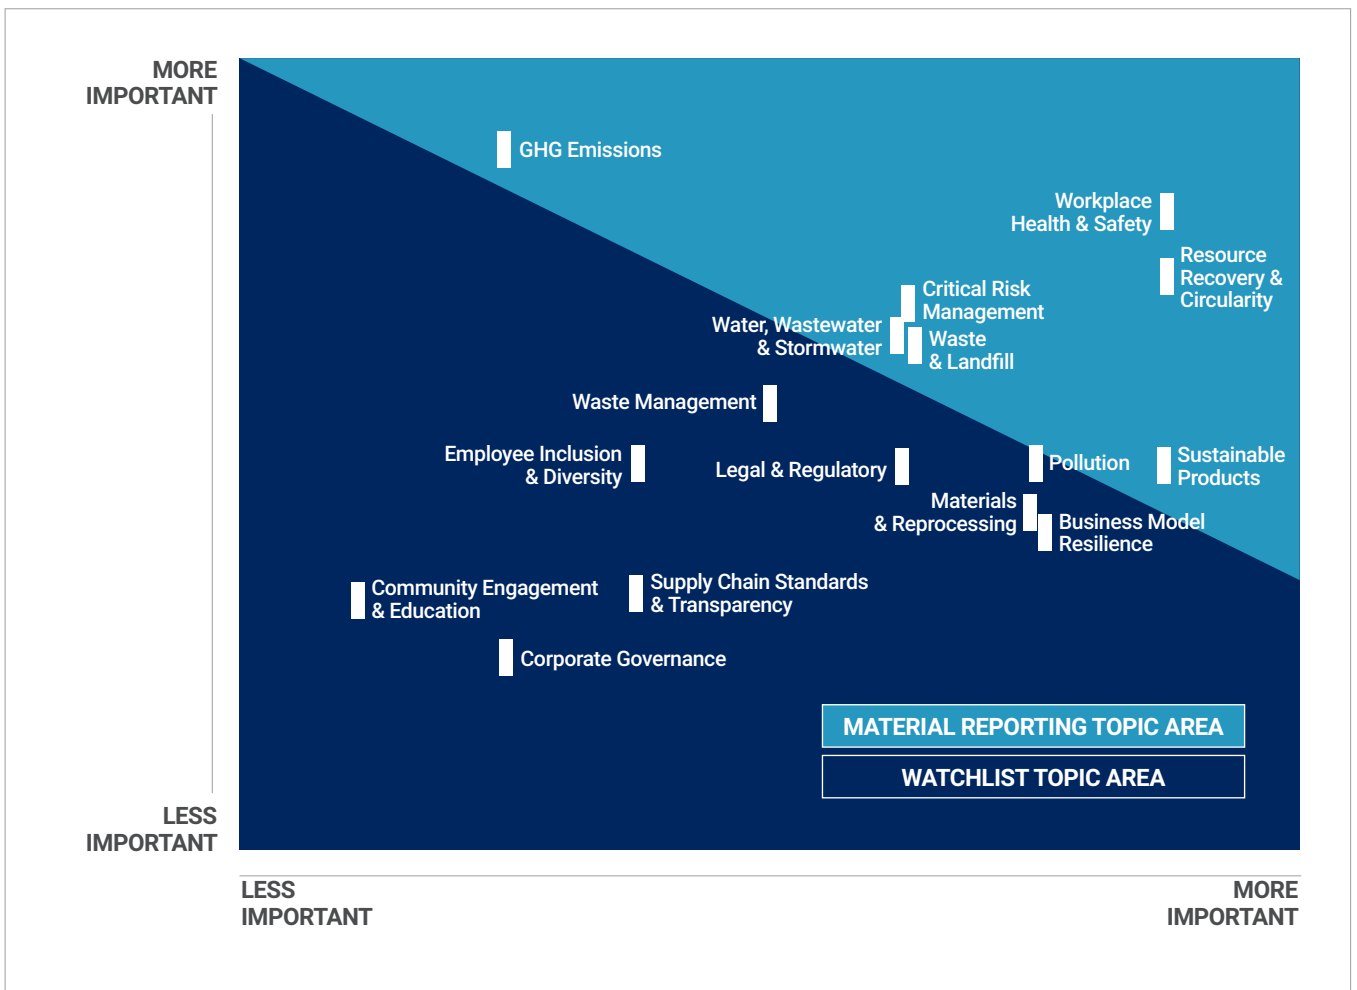 MORE
IMPORTANT
GHG Emissions
Workplace
Health & Safety
Resource
Recovery &
Circularity
Critical Risk
Management
Water, Wastewater
& Stormwater
Waste
& Landfill
Waste Management
Employee Inclusion
& Diversity
Legal & Regulatory
Pollution
Sustainable
Products
Materials
& Reprocessing
Business Model
Resilience
Community Engagement
& Education
Supply Chain Standards
& Transparency
Corporate Governance
MATERIAL REPORTING TOPIC AREA
WATCHLIST TOPIC AREA
LESS
IMPORTANT
LESS
IMPORTANT
MORE
IMPORTANT